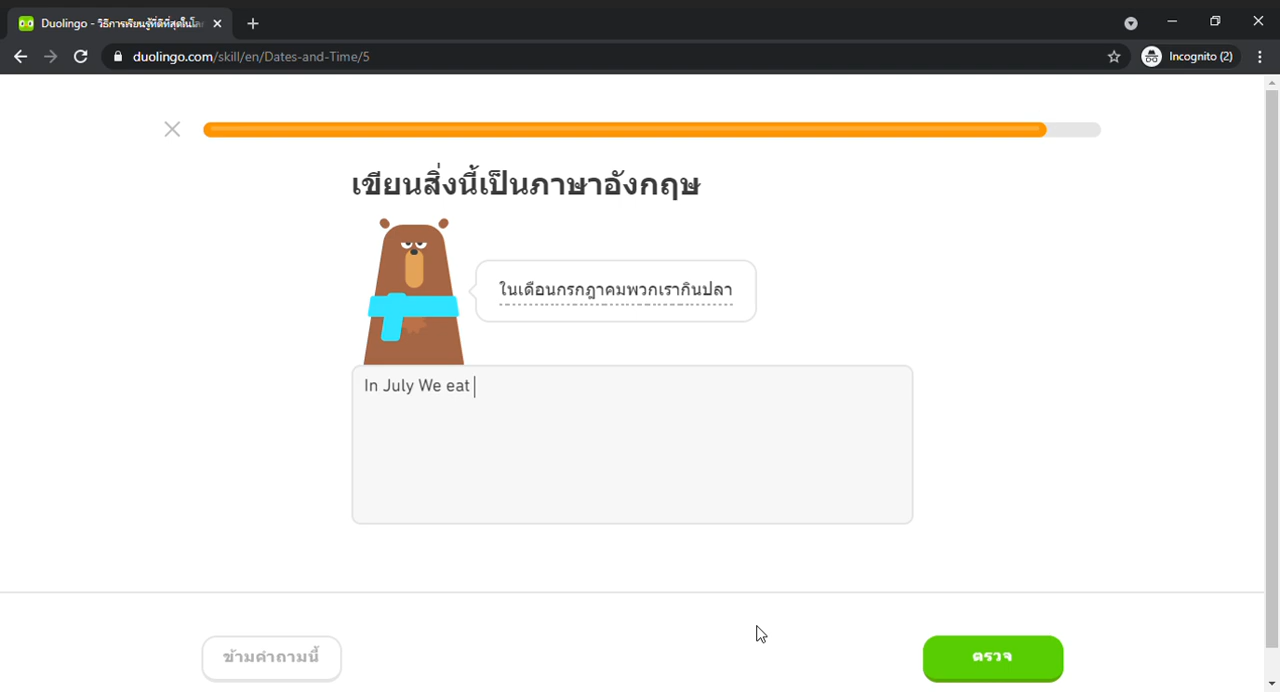 Duolingo - วิธีการเรียนรู้ที่ดีที่สุดในโล
duolingo.com/skill/en/Dates-and-Time/5
Incognito (2)
เขียนสิ่งนี้เป็นภาษาอังกฤษ
ในเดือนกรกฎาคมพวกเรากินปลา
In July We eat
ข้ามคำถามนี้
ตรวจ